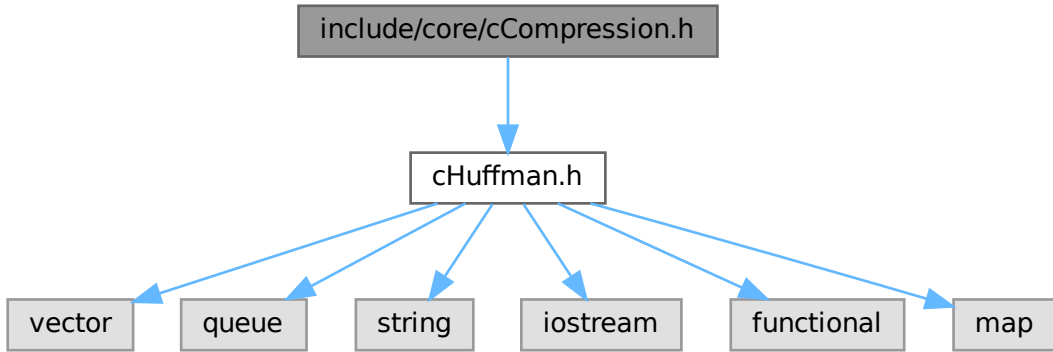 include/core/cCompression.h
cHuffman.h
vector
queue
string
iostream
functional
map